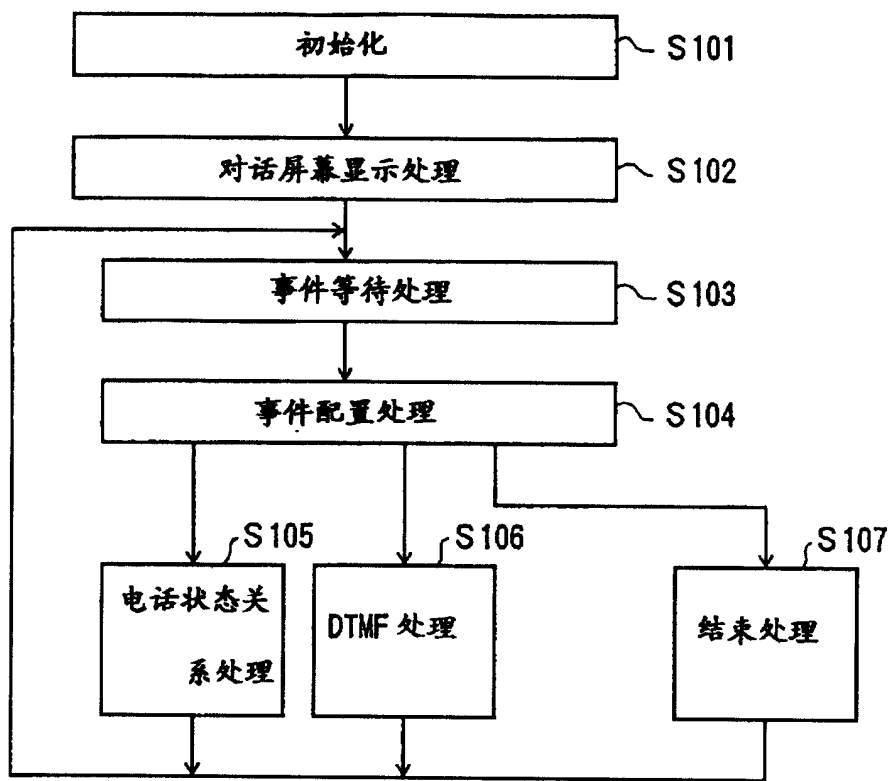 初始化
S101
对话屏幕显示处理
S102
事件等待处理
S103
事件配置处理
S104
S105
电话状态关
系处理
S106
DTMF 处理
S107
结束处理